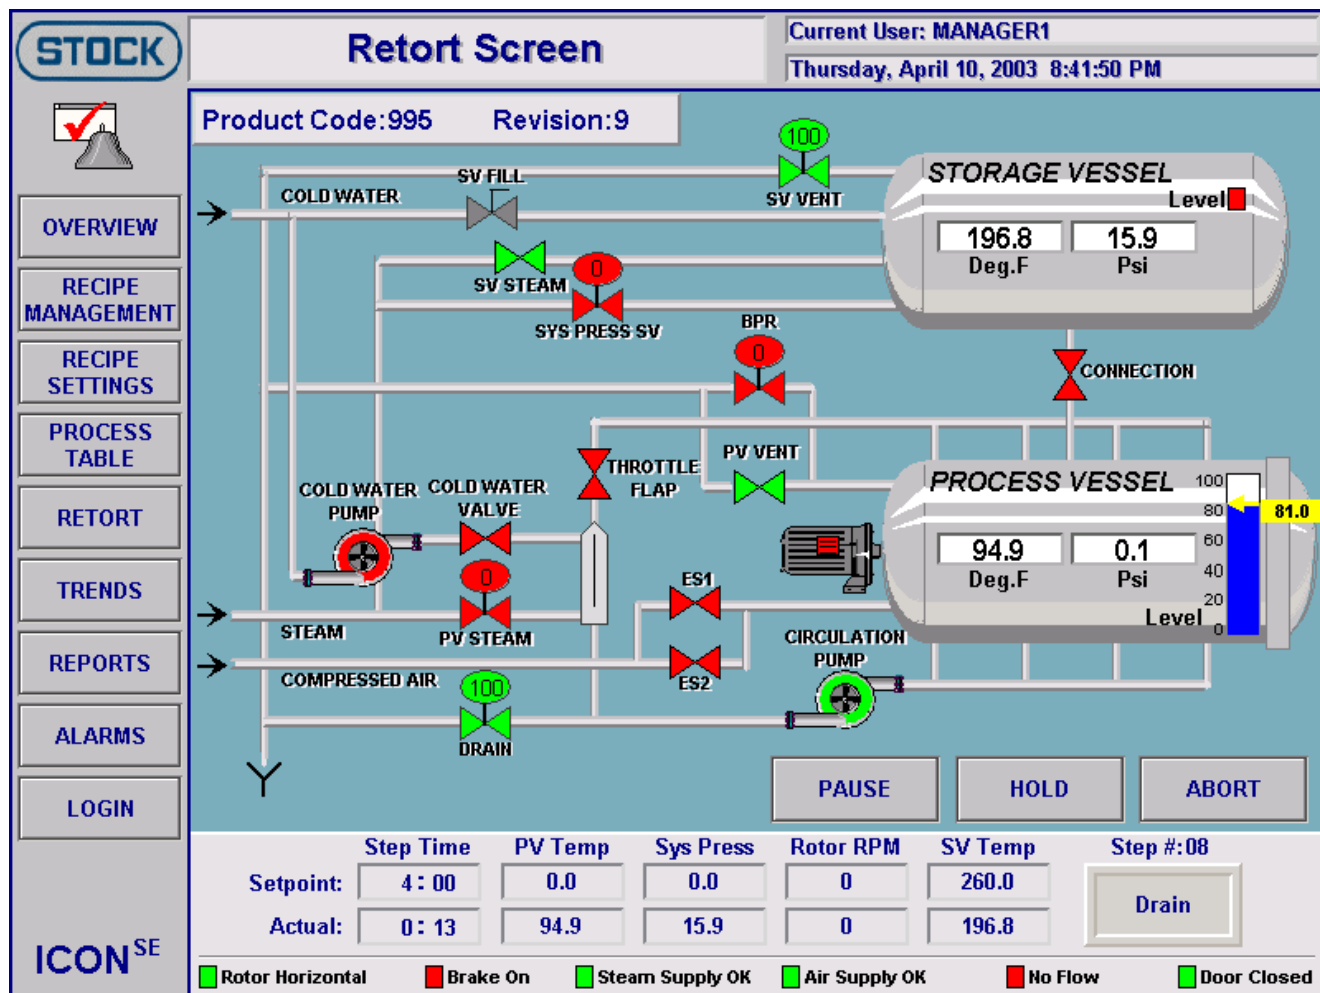 STOCK
Retort Screen
Current User: MANAGER1
Thursday, April 10, 2003 8:41:50 PM
Product Code:995 Revision:9
OVERVIEW
RECIPE
MANAGEMENT
RECIPE
SETTINGS
PROCESS
TABLE
RETORT
TRENDS
REPORTS
ALARMS
LOGIN
ICON SE
100
SV VENT
SV FILL
COLD WATER
SV STEAM
0
SYS PRESS SV
STORAGE VESSEL
Level
196.8 15.9
Deg.F Psi
BPR
0
CONNECTION
PV VENT
THROTTLE
FLAP
COLD WATER
PUMP
COLD WATER
VALVE
0
PV STEAM
STEAM
COMPRESSED AIR
100
DRAIN
ES1
ES2
CIRCULATION
PUMP
PROCESS VESSEL
94.9 0.1
Deg.F Psi
Level
100
80
60
40
20
0
81.0
PAUSE HOLD ABORT
Step Time PV Temp Sys Press Rotor RPM SV Temp Step #:08
Setpoint: 4: 00 0.0 0.0 0 260.0
Drain
Actual: 0: 13 94.9 15.9 0 196.8
Rotor Horizontal Brake On Steam Supply OK Air Supply OK No Flow Door Closed